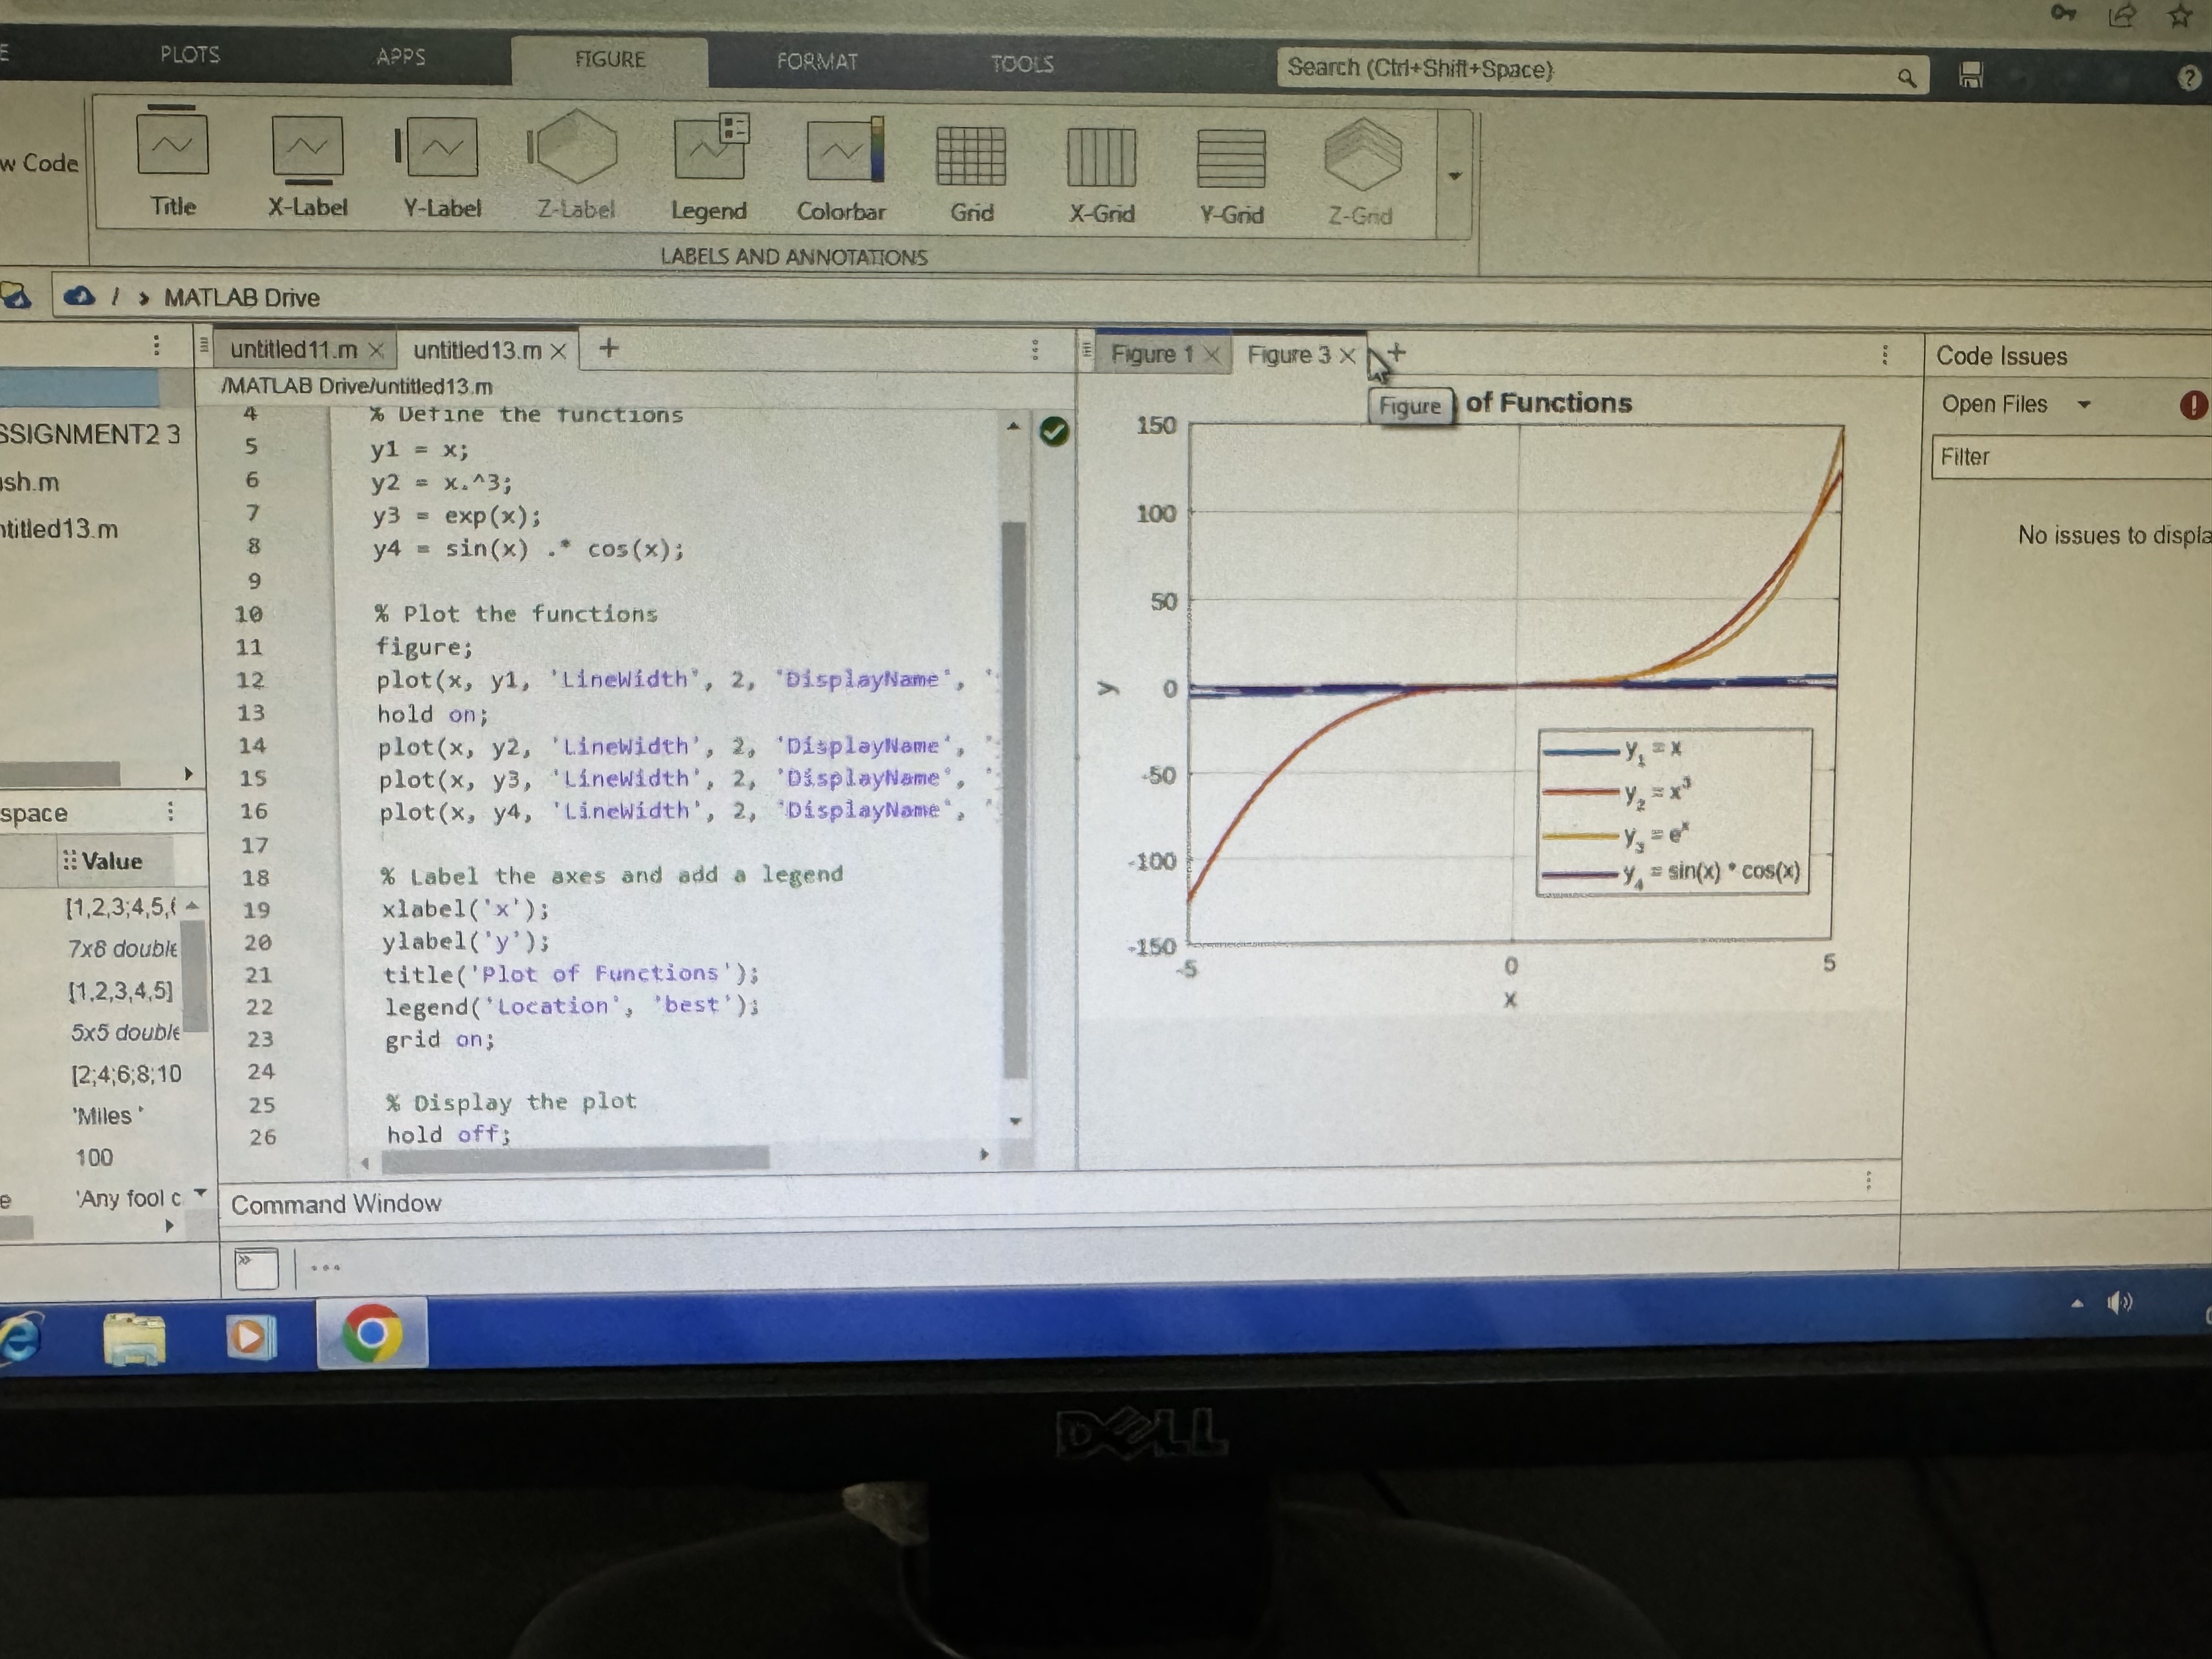 PLOTS APPS FIGURE FORMAT TOOLS Search (Ctrl+Shift+Space)
w Code
Title X-Label Y-Label Z-Label Legend Colorbar Grid X-Grid Y-Grid Z-Grid
LABELS AND ANNOTATIONS
/ › MATLAB Drive
untitled11.m × untitled13.m × +
/MATLAB Drive/untitled13.m
4 % Define the functions
5 y1 = x;
6 y2 = x.^3;
7 y3 = exp(x);
8 y4 = sin(x) .* cos(x);
9
10 % Plot the functions
11 figure;
12 plot(x, y1, 'LineWidth', 2, 'DisplayName', '
13 hold on;
14 plot(x, y2, 'LineWidth', 2, 'DisplayName', '
15 plot(x, y3, 'LineWidth', 2, 'DisplayName', '
16 plot(x, y4, 'LineWidth', 2, 'DisplayName', '
17
18 % Label the axes and add a legend
19 xlabel('x');
20 ylabel('y');
21 title('Plot of Functions');
22 legend('Location', 'best');
23 grid on;
24
25 % Display the plot
26 hold off;
SSIGNMENT2 3
sh.m
ntitled13.m
space
Value
[1,2,3;4,5,6
7x8 double
[1,2,3,4,5]
5x5 double
[2;4;6;8;10
'Miles '
100
e 'Any fool c
Figure 1 × Figure 3 × +
Figure
of Functions
150
100
50
0
-50
-100
-150
y
-5 0 5
x
y₁ = x
y₂ = x³
y₃ = eˣ
y₄ = sin(x) * cos(x)
Code Issues
Open Files
Filter
No issues to displa
Command Window
DELL